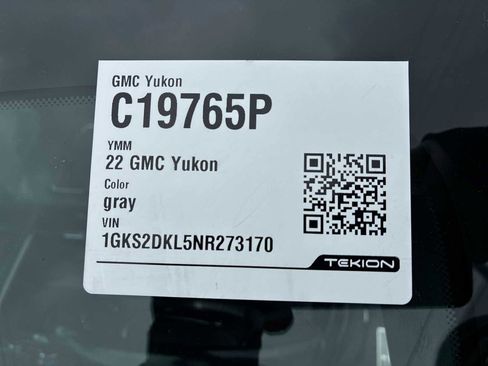 GMC Yukon
C19765P
YMM
22 GMC Yukon
Color
gray
VIN
1GKS2DKL5NR273170
TEKION